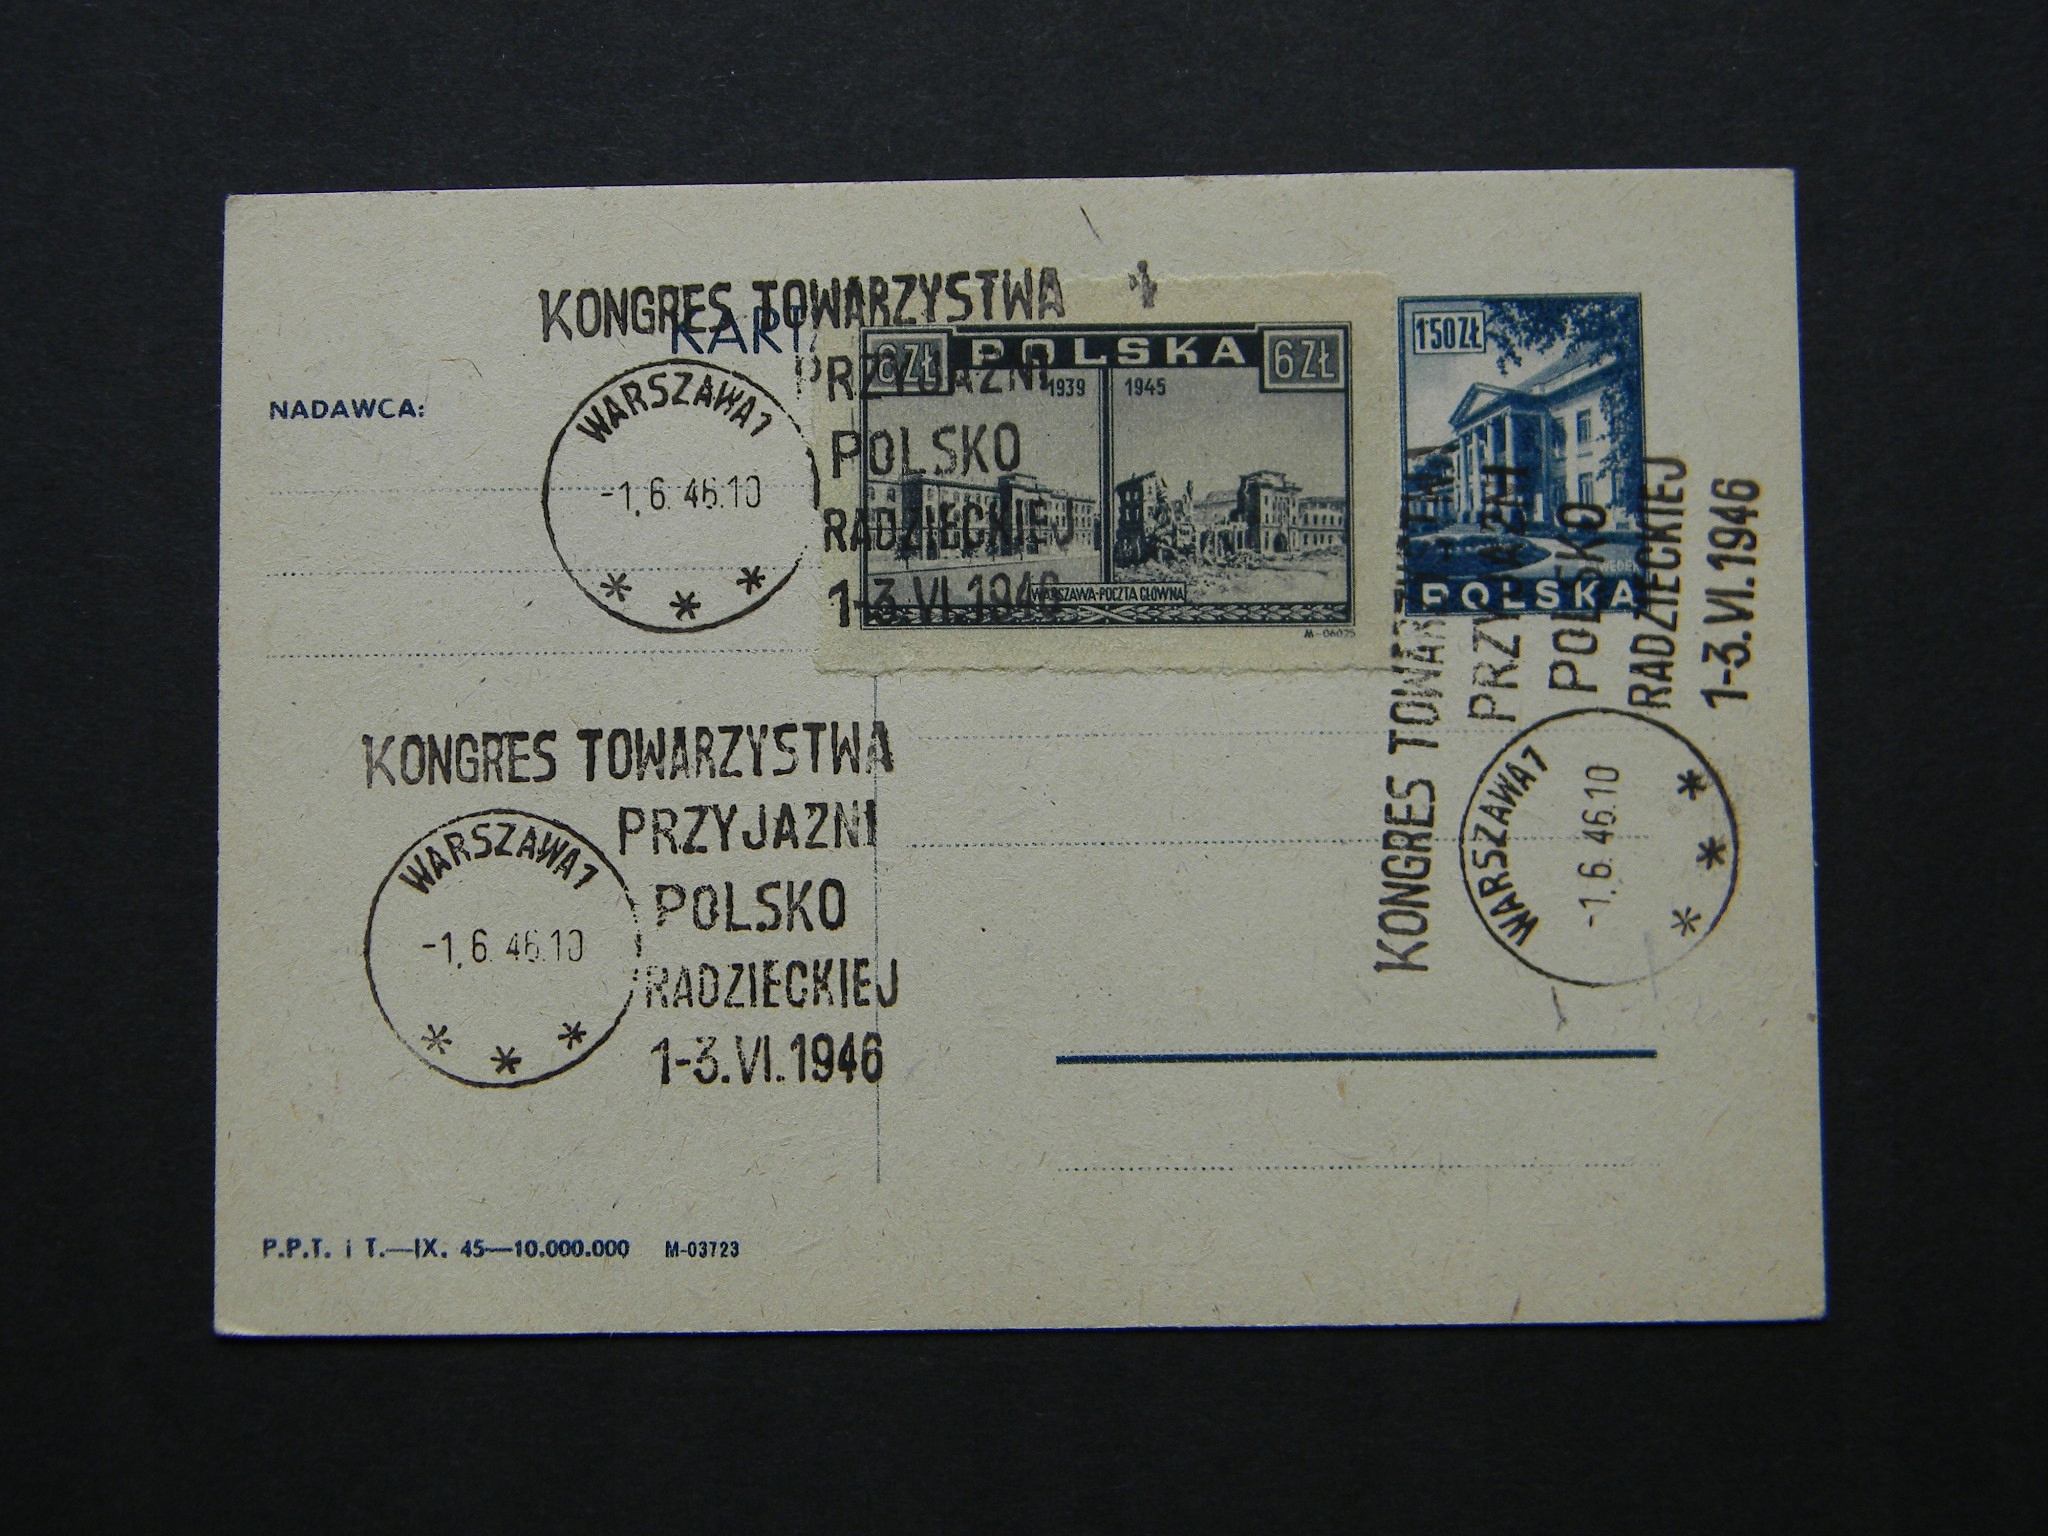 KONGRES TOWARZYSTWA
PRZYJAZNI
POLSKO
RADZIECKIEJ
1-3.VI.1946
WARSZAWA 1
-1.6.46.10
* * *
NADAWCA:
6 ZŁ POLSKA 6 ZŁ
1939 1945
WARSZAWA-POCZTA GŁÓWNA
M-06025
150 ZŁ
POLSKA
KONGRES TOWARZYSTWA
PRZYJAZNI
POLSKO
RADZIECKIEJ
1-3.VI.1946
WARSZAWA 1
-1.6.46.10
* * *
KONGRES TOWARZYSTWA
PRZYJAZNI
POLSKO
RADZIECKIEJ
1-3.VI.1946
WARSZAWA 1
-1.6.46.10
* * *
P.P.T. i T.—IX. 45—10.000.000 M-03723